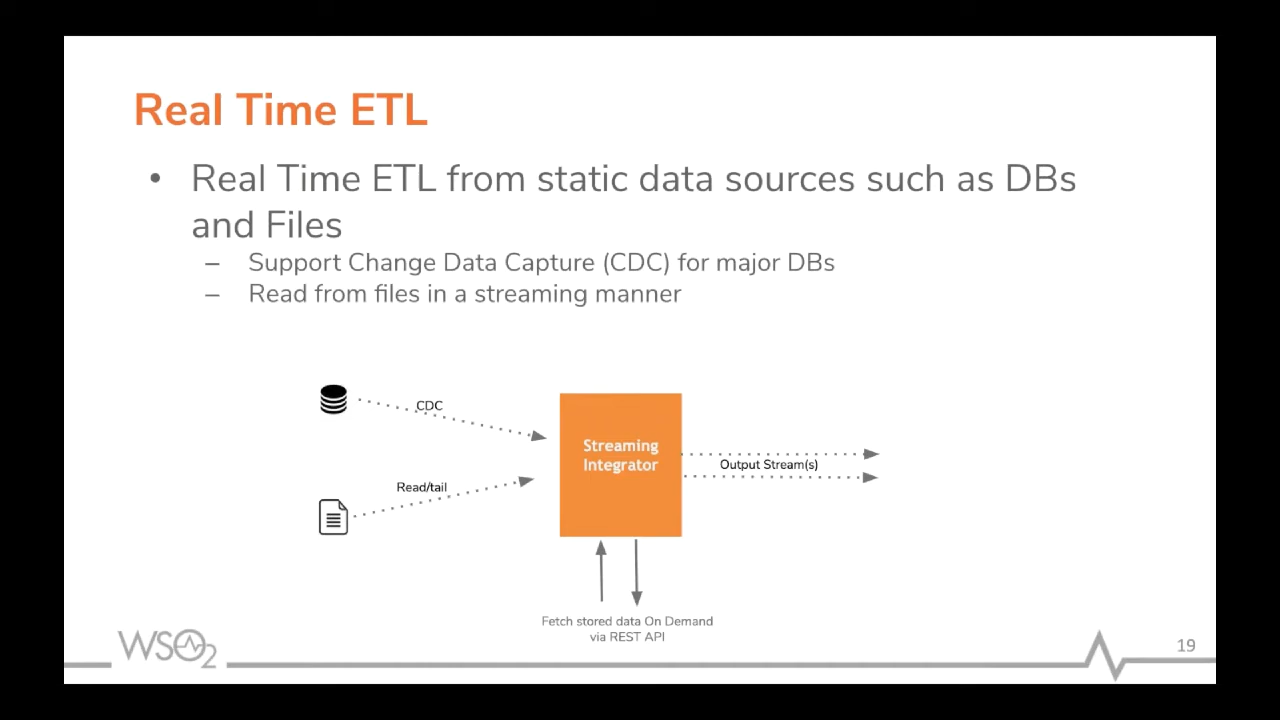 Real Time ETL
• Real Time ETL from static data sources such as DBs
and Files
– Support Change Data Capture (CDC) for major DBs
– Read from files in a streaming manner
CDC
Streaming
Integrator
Output Stream(s)
Read/tail
Fetch stored data On Demand
via REST API
WSO2
19